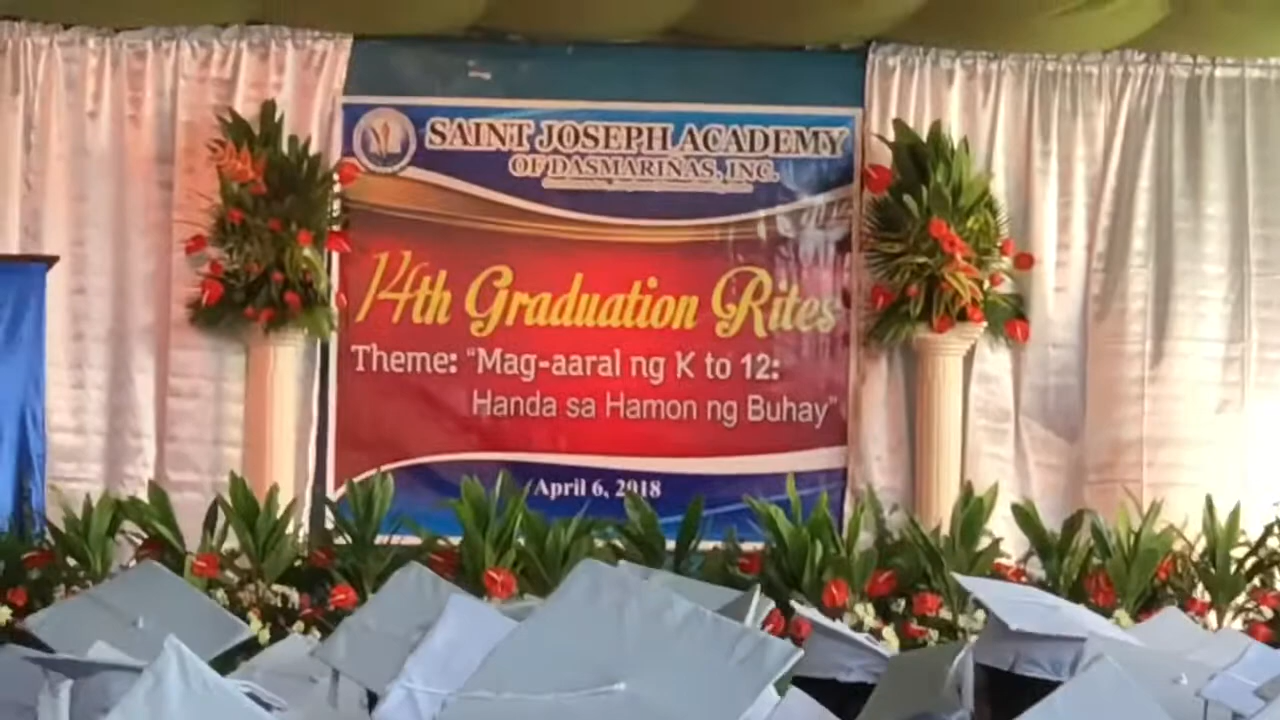 SAINT JOSEPH ACADEMY
OF DASMARIÑAS, INC.
14th Graduation Rites
Theme: "Mag-aaral ng K to 12:
Handa sa Hamon ng Buhay"
April 6, 2018